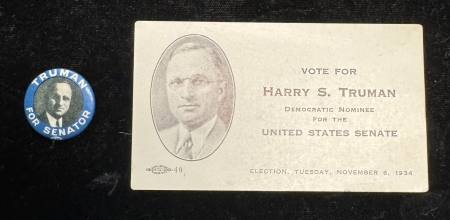 TRUMAN
FOR SENATOR
VOTE FOR
HARRY S. TRUMAN
DEMOCRATIC NOMINEE
FOR THE
UNITED STATES SENATE
40
ELECTION, TUESDAY, NOVEMBER 6, 1934